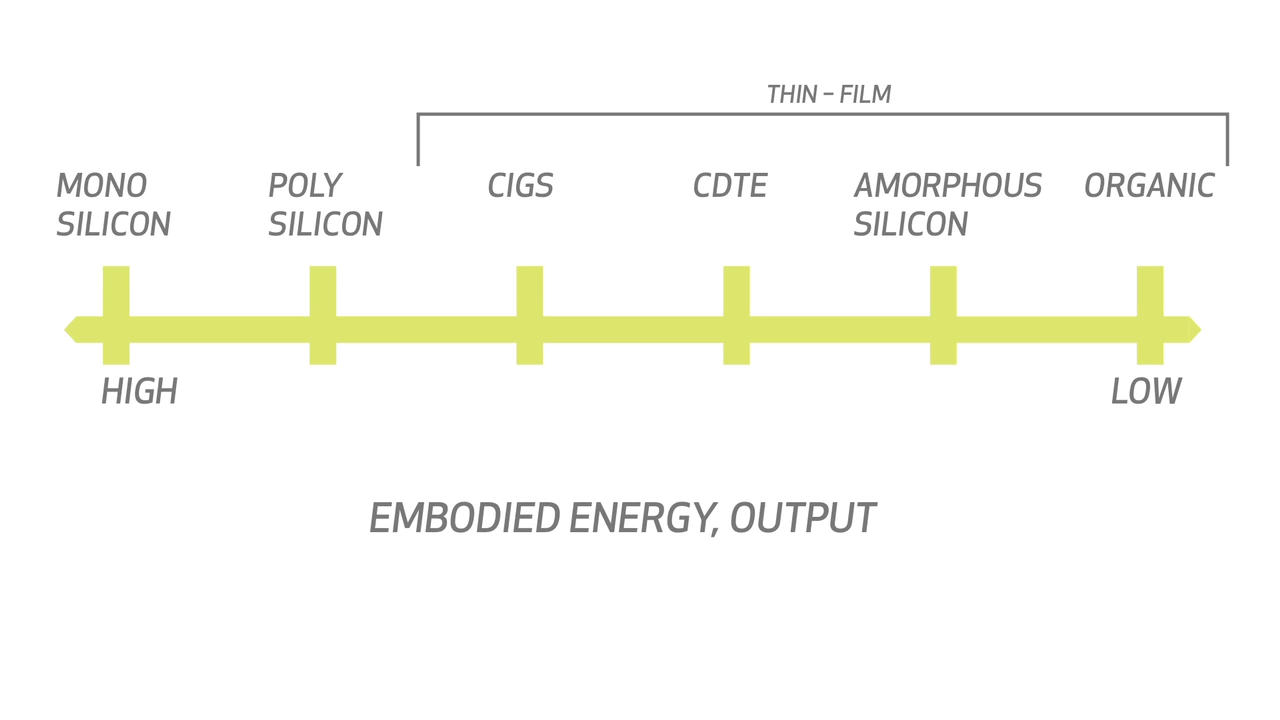 THIN – FILM
MONO
SILICON
POLY
SILICON
CIGS
CDTE
AMORPHOUS
SILICON
ORGANIC
HIGH
LOW
EMBODIED ENERGY, OUTPUT